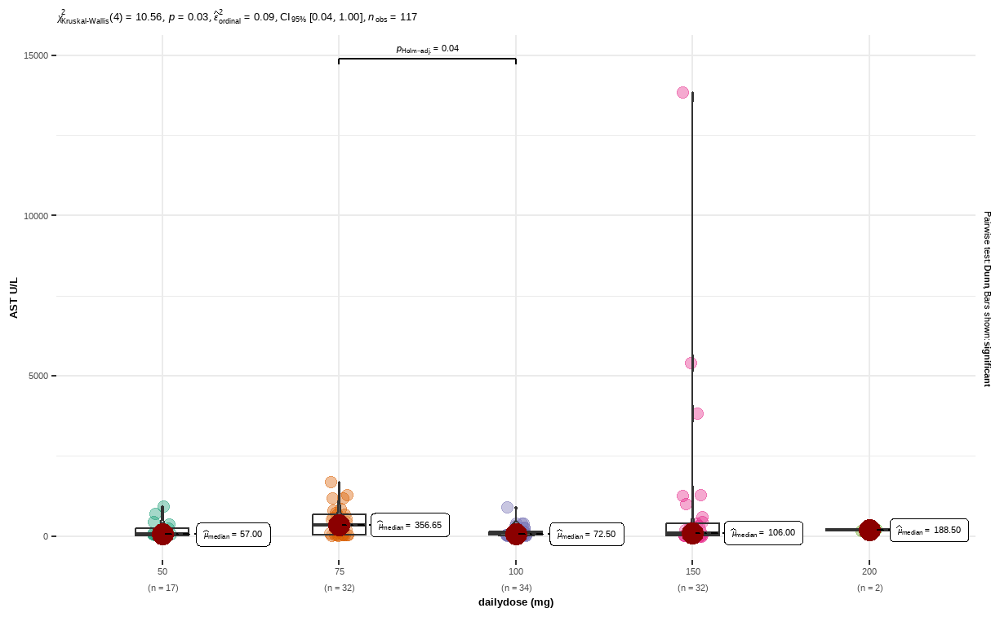 χ²Kruskal-Wallis(4) = 10.56, p = 0.03, ε̂²ordinal = 0.09, CI95% [0.04, 1.00], nobs = 117
pHolm-adj. = 0.04
15000
10000
5000
0
AST U/L
μ̂median = 57.00
μ̂median = 356.65
μ̂median = 72.50
μ̂median = 106.00
μ̂median = 188.50
50 75 100 150 200
(n = 17) (n = 32) (n = 34) (n = 32) (n = 2)
dailydose (mg)
Pairwise test: Dunn, Bars shown: significant